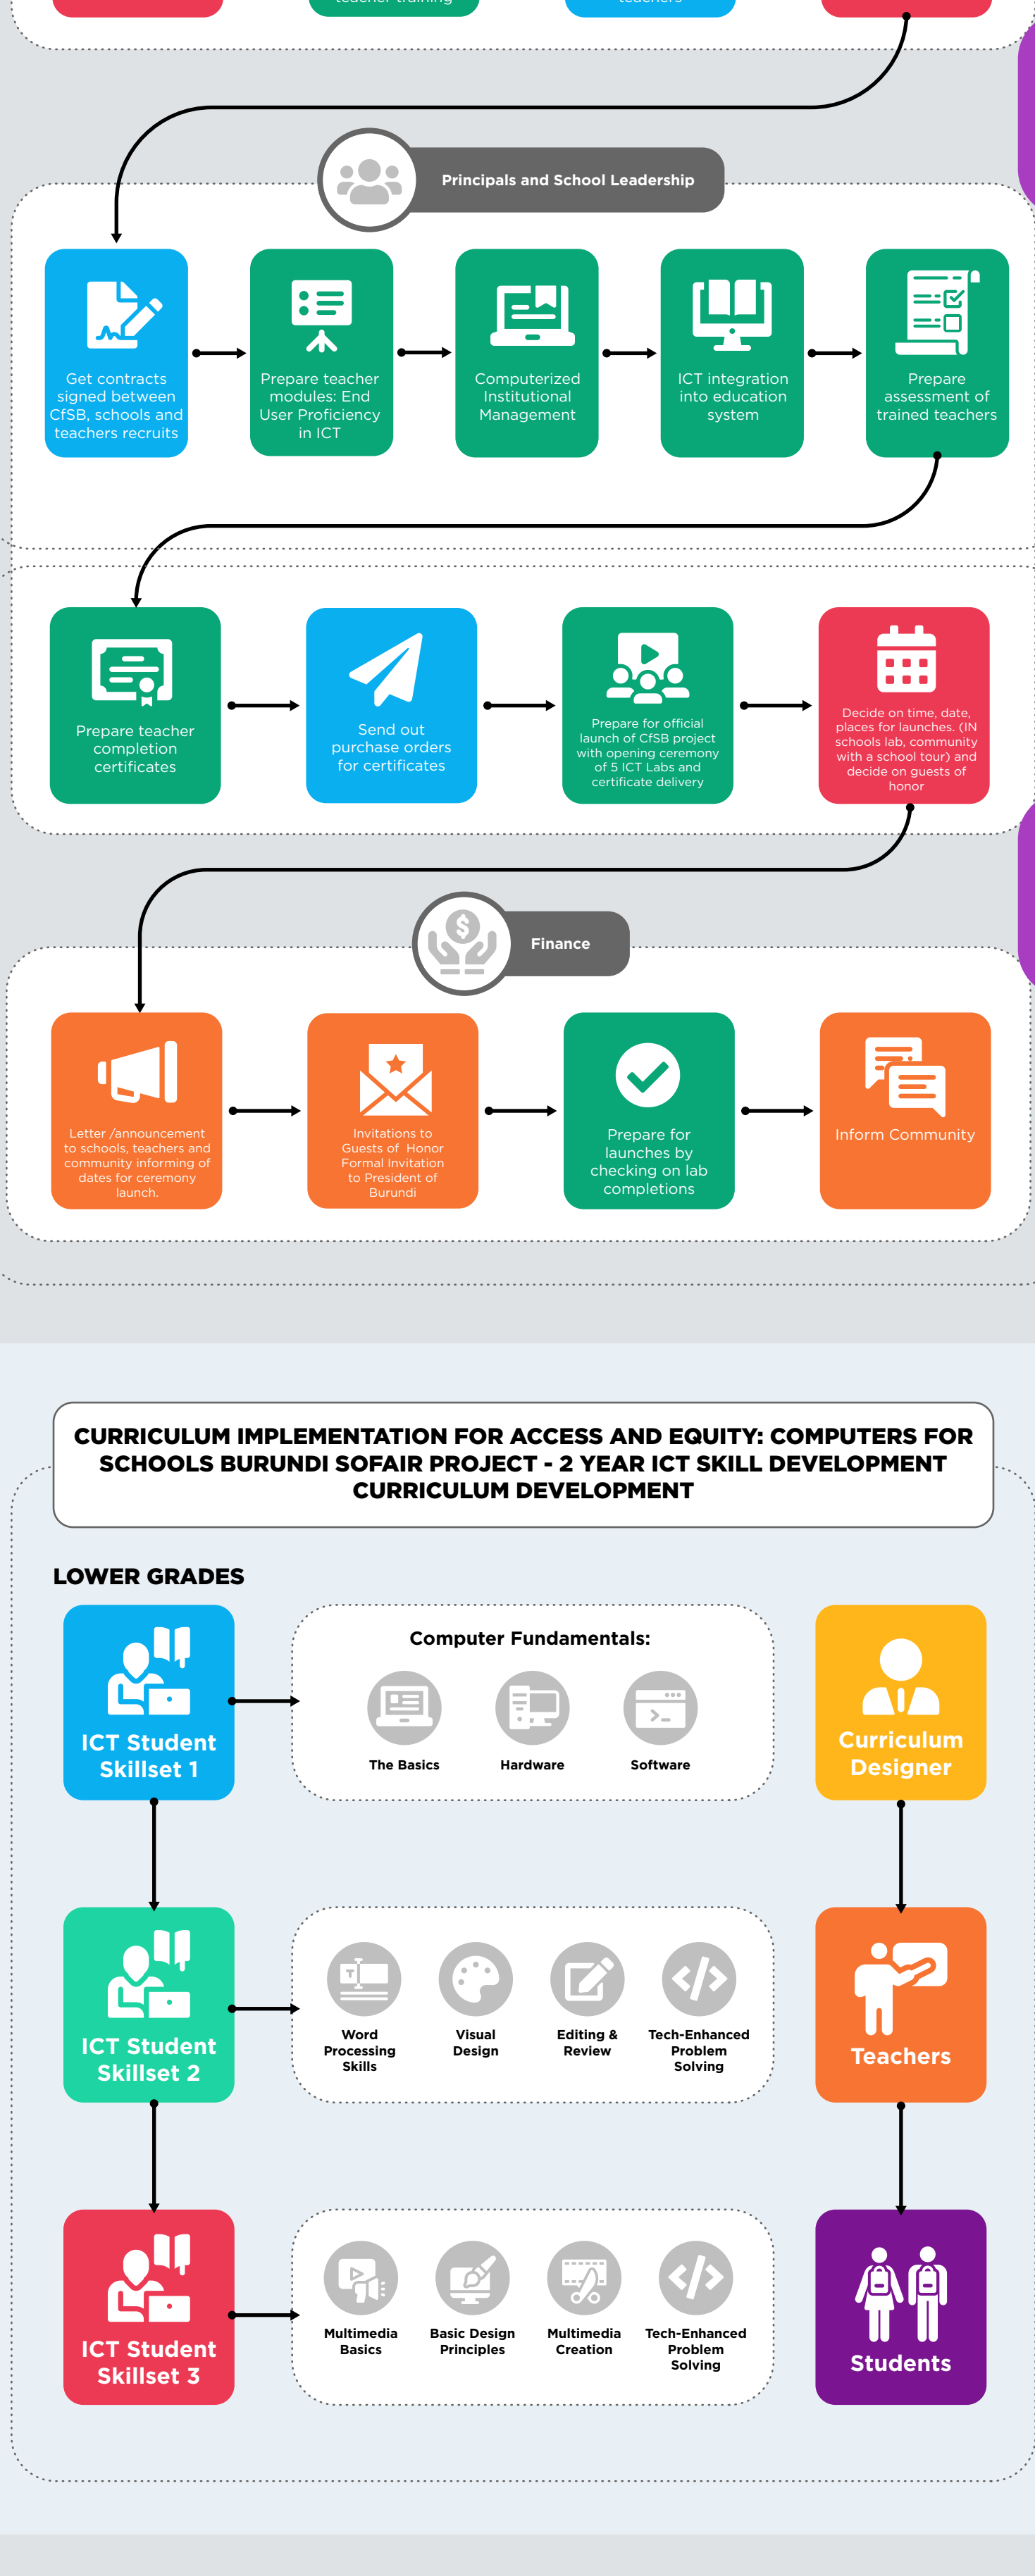 teacher training
teachers
Principals and School Leadership
Get contracts
signed between
CfSB, schools and
teachers recruits
Prepare teacher
modules: End
User Proficiency
in ICT
Computerized
Institutional
Management
ICT integration
into education
system
Prepare
assessment of
trained teachers
Prepare teacher
completion
certificates
Send out
purchase orders
for certificates
Prepare for official
launch of CfSB project
with opening ceremony
of 5 ICT Labs and
certificate delivery
Decide on time, date,
places for launches. (IN
schools lab, community
with a school tour) and
decide on guests of
honor
Finance
Letter /announcement
to schools, teachers and
community informing of
dates for ceremony
launch.
Invitations to
Guests of Honor
Formal Invitation
to President of
Burundi
Prepare for
launches by
checking on lab
completions
Inform Community
CURRICULUM IMPLEMENTATION FOR ACCESS AND EQUITY: COMPUTERS FOR
SCHOOLS BURUNDI SOFAIR PROJECT - 2 YEAR ICT SKILL DEVELOPMENT
CURRICULUM DEVELOPMENT
LOWER GRADES
ICT Student
Skillset 1
Computer Fundamentals:
The Basics
Hardware
Software
Curriculum
Designer
ICT Student
Skillset 2
Word
Processing
Skills
Visual
Design
Editing &
Review
Tech-Enhanced
Problem
Solving
Teachers
ICT Student
Skillset 3
Multimedia
Basics
Basic Design
Principles
Multimedia
Creation
Tech-Enhanced
Problem
Solving
Students